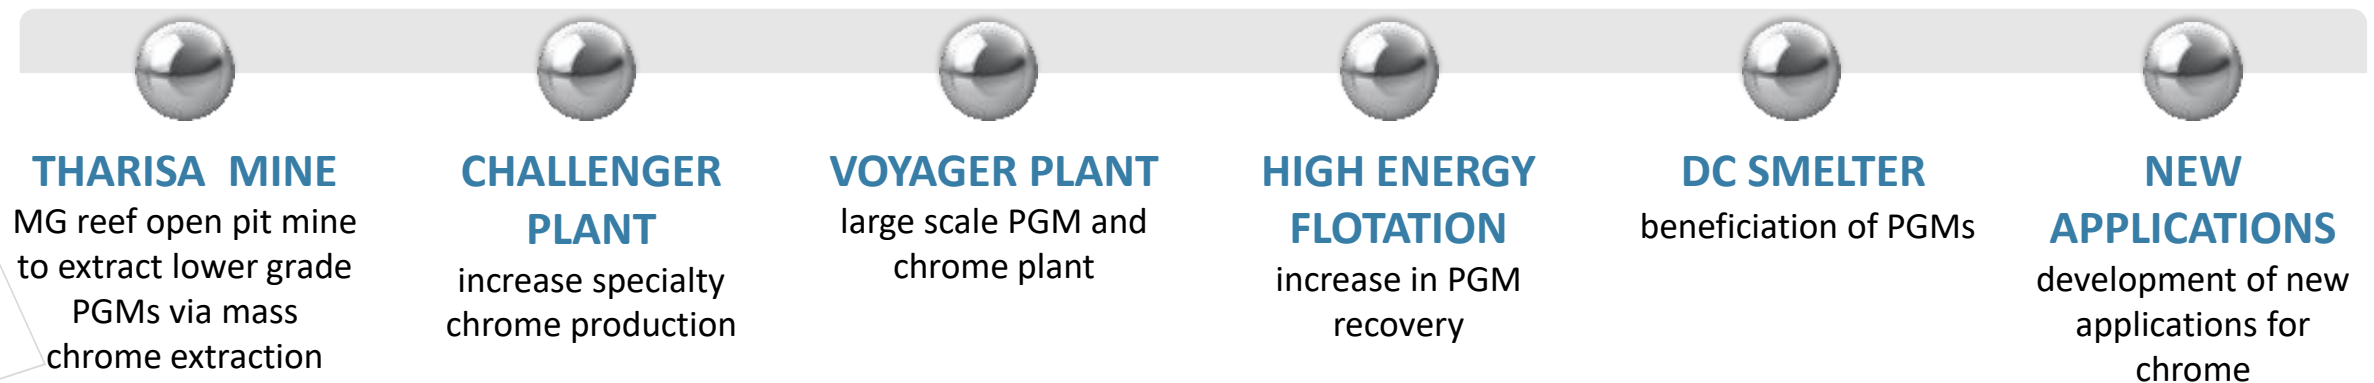 THARISA  MINE
MG reef open pit mine
to extract lower grade
PGMs via mass
chrome extraction
CHALLENGER
PLANT
increase specialty
chrome production
VOYAGER PLANT
large scale PGM and
chrome plant
HIGH ENERGY
FLOTATION
increase in PGM
recovery
DC SMELTER
beneficiation of PGMs
NEW
APPLICATIONS
development of new
applications for
chrome